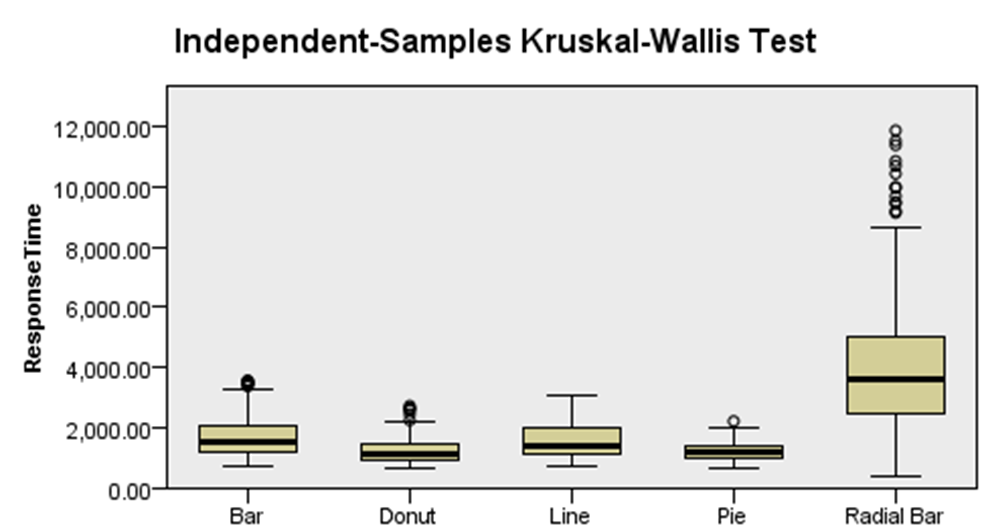 Independent-Samples Kruskal-Wallis Test
ResponseTime
12,000.00
10,000.00
8,000.00
6,000.00
4,000.00
2,000.00
0.00
Bar Donut Line Pie Radial Bar